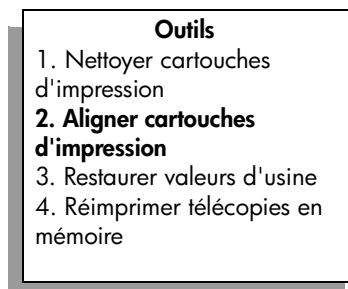 Outils
1. Nettoyer cartouches
d'impression
2. Aligner cartouches
d'impression
3. Restaurer valeurs d'usine
4. Réimprimer télécopies en
mémoire